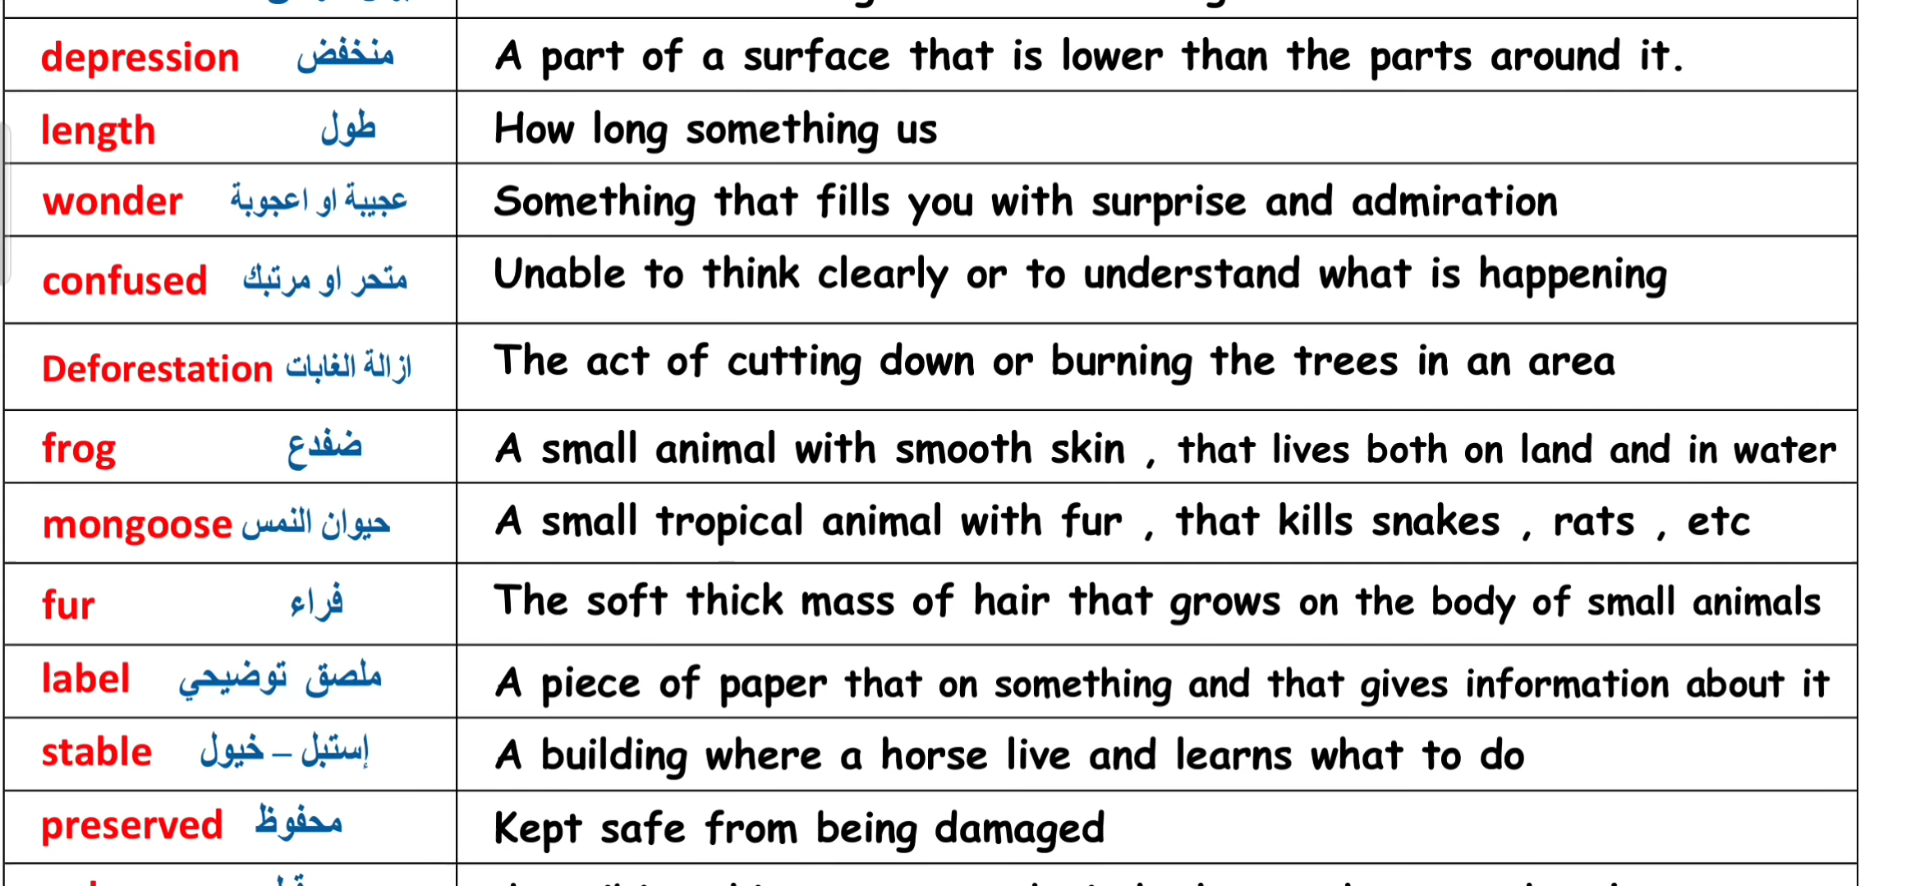 depression منخفض A part of a surface that is lower than the parts around it.
length طول How long something us
wonder عجيبة او اعجوبة Something that fills you with surprise and admiration
confused متحر او مرتبك Unable to think clearly or to understand what is happening
Deforestation ازالة الغابات The act of cutting down or burning the trees in an area
frog ضفدع A small animal with smooth skin , that lives both on land and in water
mongoose حيوان النمس A small tropical animal with fur , that kills snakes , rats , etc
fur فراء The soft thick mass of hair that grows on the body of small animals
label ملصق توضيحي A piece of paper that on something and that gives information about it
stable إستبل – خيول A building where a horse live and learns what to do
preserved محفوظ Kept safe from being damaged